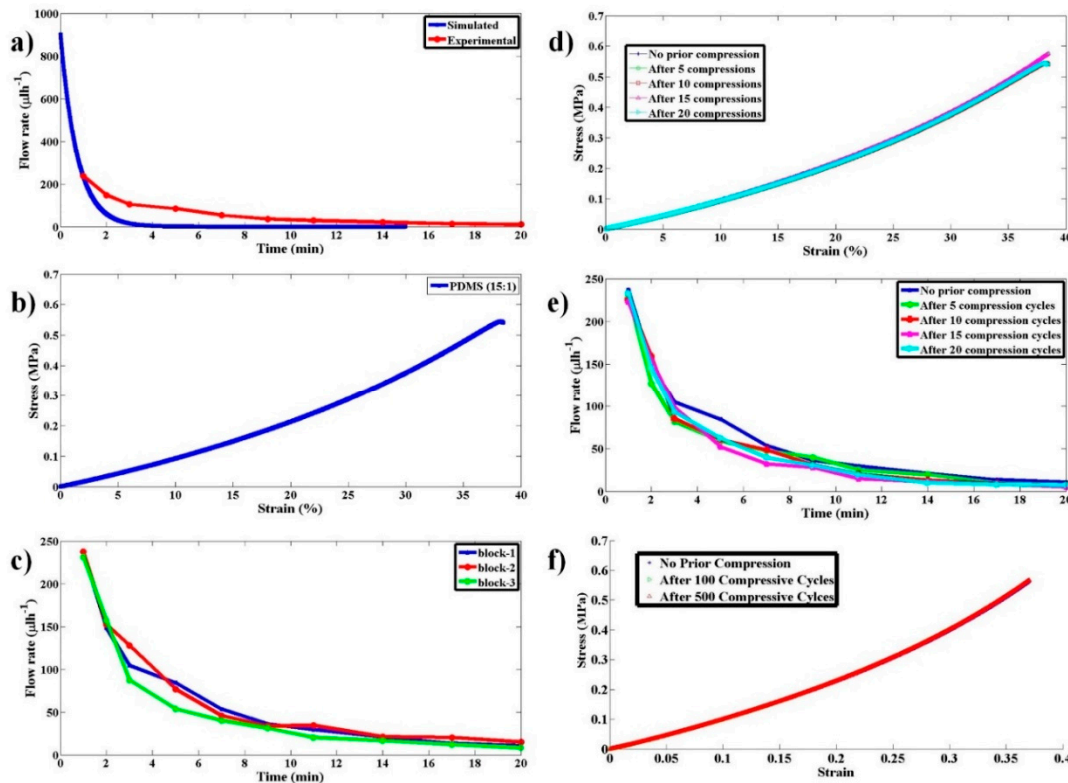 a)
1000
800
600
400
200
0
Flow rate (µlh⁻¹)
Simulated
Experimental
0 2 4 6 8 10 12 14 16 18 20
Time (min)
b)
0.7
0.6
0.5
0.4
0.3
0.2
0.1
0
Stress (MPa)
PDMS (15:1)
0 5 10 15 20 25 30 35 40
Strain (%)
c)
250
200
150
100
50
0
Flow rate (µlh⁻¹)
block-1
block-2
block-3
0 2 4 6 8 10 12 14 16 18 20
Time (min)
d)
0.7
0.6
0.5
0.4
0.3
0.2
0.1
0
Stress (MPa)
No prior compression
After 5 compressions
After 10 compressions
After 15 compressions
After 20 compressions
0 5 10 15 20 25 30 35 40
Strain (%)
e)
250
200
150
100
50
0
Flow rate (µlh⁻¹)
No prior compression
After 5 compression cycles
After 10 compression cycles
After 15 compression cycles
After 20 compression cycles
0 2 4 6 8 10 12 14 16 18 20
Time (min)
f)
0.7
0.6
0.5
0.4
0.3
0.2
0.1
0
Stress (MPa)
No Prior Compression
After 100 Compressive Cycles
After 500 Compressive Cylces
0 0.05 0.1 0.15 0.2 0.25 0.3 0.35 0.4
Strain